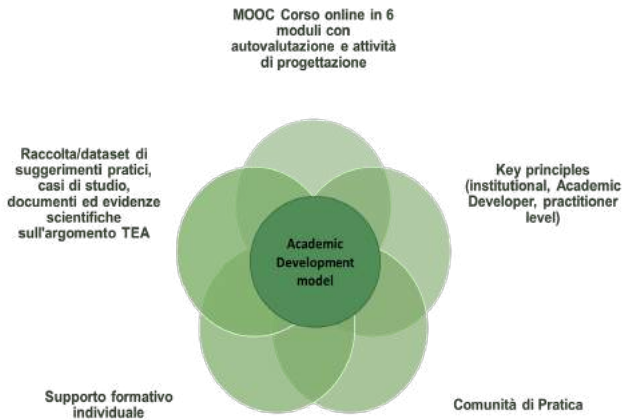 MOOC Corso online in 6
moduli con
autovalutazione e attività
di progettazione
Raccolta/dataset di
suggerimenti pratici,
casi di studio,
documenti ed evidenze
scientifiche
sull'argomento TEA
Key principles
(institutional, Academic
Developer, practitioner
level)
Academic
Development
model
Supporto formativo
individuale
Comunità di Pratica